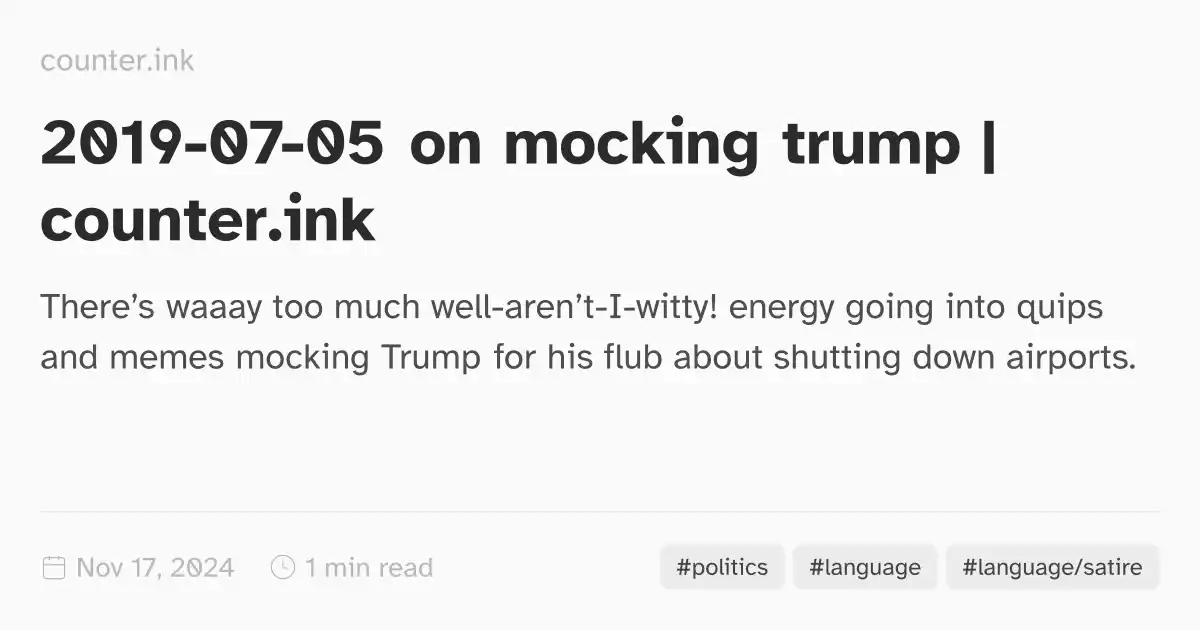 counter.ink
2019-07-05 on mocking trump |
counter.ink
There’s waaay too much well-aren’t-I-witty! energy going into quips
and memes mocking Trump for his flub about shutting down airports.
Nov 17, 2024 1 min read #politics #language #language/satire